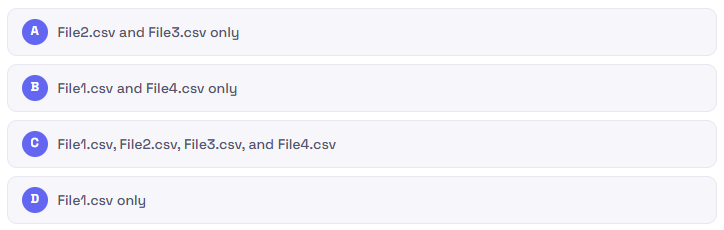 A File2.csv and File3.csv only
B File1.csv and File4.csv only
C File1.csv, File2.csv, File3.csv, and File4.csv
D File1.csv only